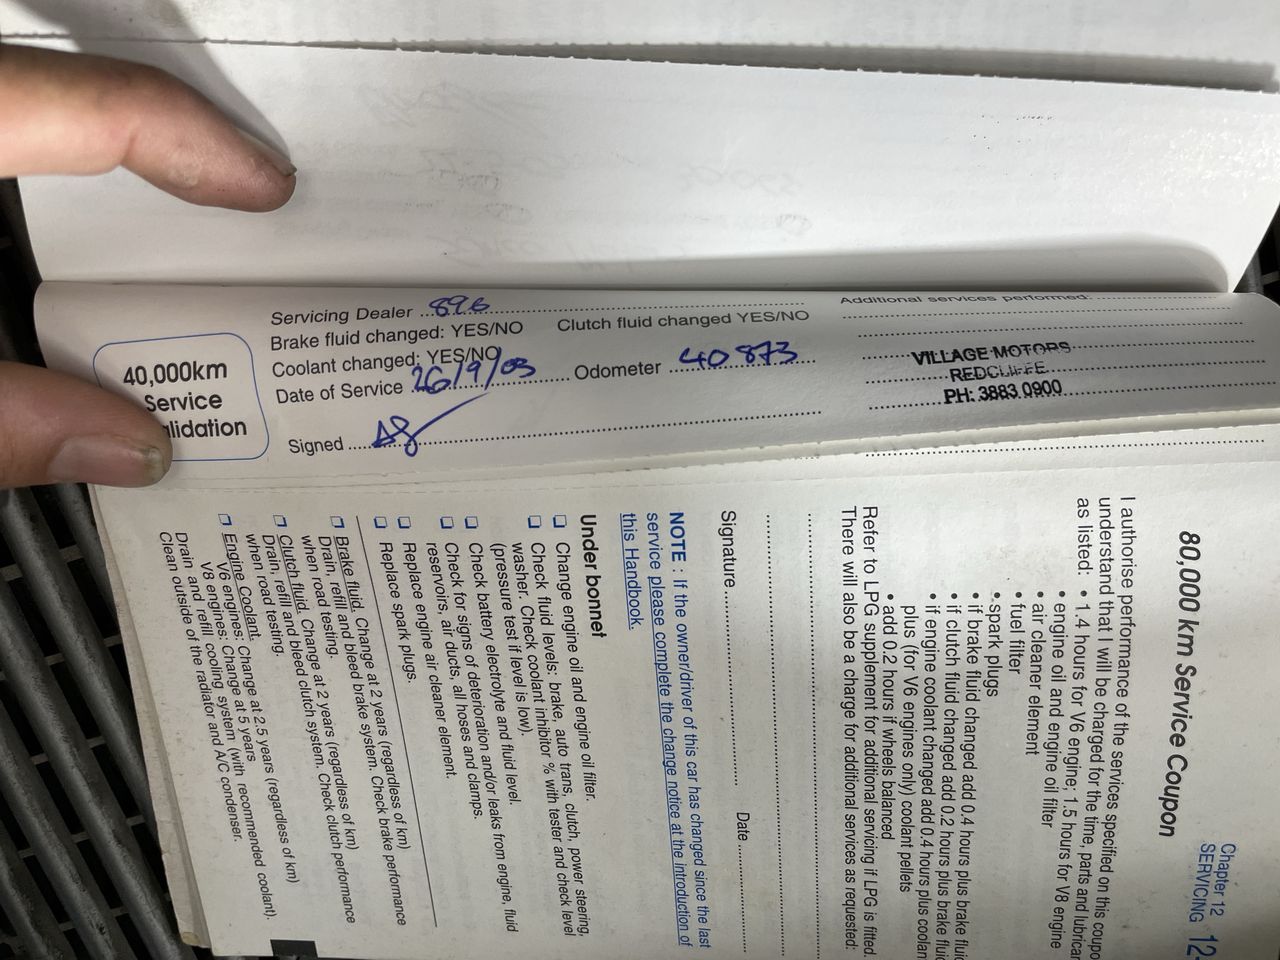 40,000km
Service
lidation
Servicing Dealer 896
Brake fluid changed: YES/NO Clutch fluid changed YES/NO
Coolant changed: YES/NO
Date of Service 26/9/03 Odometer 40873
Signed
Additional services performed:
VILLAGE MOTORS
REDCLIFFE
PH: 3883 0900
Chapter 12
SERVICING 12-
80,000 km Service Coupon
I authorise performance of the services specified on this coupo
understand that I will be charged for the time, parts and lubrica
as listed: • 1.4 hours for V6 engine; 1.5 hours for V8 engine
• engine oil and engine oil filter
• air cleaner element
• fuel filter
• spark plugs
• if brake fluid changed add 0.4 hours plus brake flui
• if clutch fluid changed add 0.2 hours plus brake flui
• if engine coolant changed add 0.4 hours plus coolan
plus (for V6 engines only) coolant pellets
• add 0.2 hours if wheels balanced
Refer to LPG supplement for additional servicing if LPG is fitted.
There will also be a charge for additional services as requested:
Signature Date
NOTE : If the owner/driver of this car has changed since the last
service please complete the change notice at the introduction of
this Handbook.
Under bonnet
❑ Change engine oil and engine oil filter.
❑ Check fluid levels: brake, auto trans, clutch, power steering,
washer. Check coolant inhibitor % with tester and check level
(pressure test if level is low).
❑ Check battery electrolyte and fluid level.
❑ Check for signs of deterioration and/or leaks from engine, fluid
reservoirs, air ducts, all hoses and clamps.
❑ Replace engine air cleaner element.
❑ Replace spark plugs.
❑ Brake fluid. Change at 2 years (regardless of km)
Drain, refill and bleed brake system. Check brake performance
when road testing.
❑ Clutch fluid. Change at 2 years (regardless of km)
Drain, refill and bleed clutch system. Check clutch performance
when road testing.
❑ Engine Coolant.
V6 engines: Change at 2.5 years (regardless of km)
V8 engines: Change at 5 years
Drain and refill cooling system (with recommended coolant).
Clean outside of the radiator and A/C condenser.